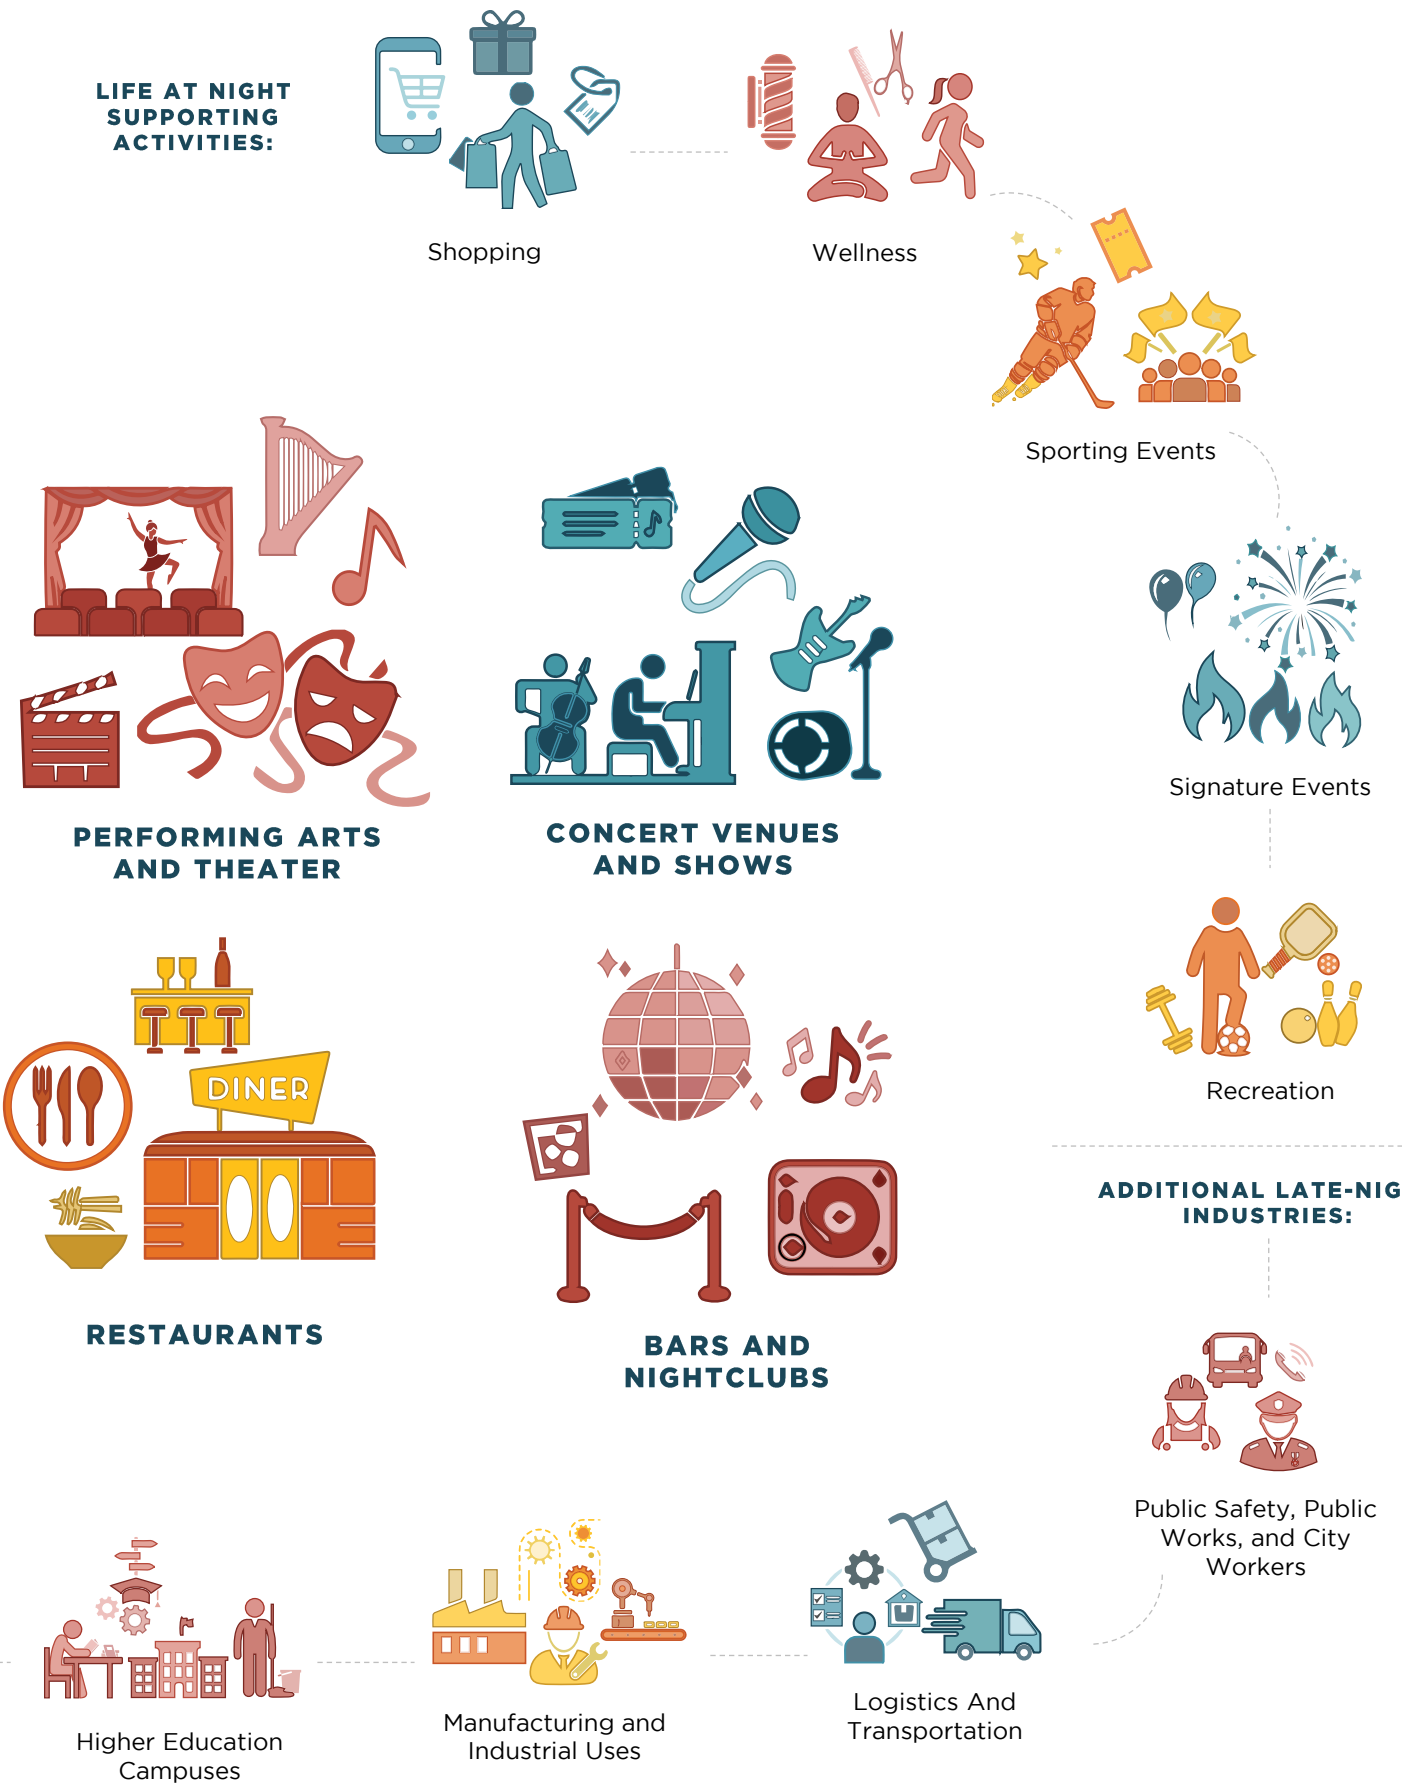 LIFE AT NIGHT
SUPPORTING
ACTIVITIES:
Shopping
Wellness
Sporting Events
Signature Events
PERFORMING ARTS
AND THEATER
CONCERT VENUES
AND SHOWS
Recreation
DINER
ADDITIONAL LATE-NIG
INDUSTRIES:
RESTAURANTS
BARS AND
NIGHTCLUBS
Public Safety, Public
Works, and City
Workers
Logistics And
Transportation
Manufacturing and
Industrial Uses
Higher Education
Campuses